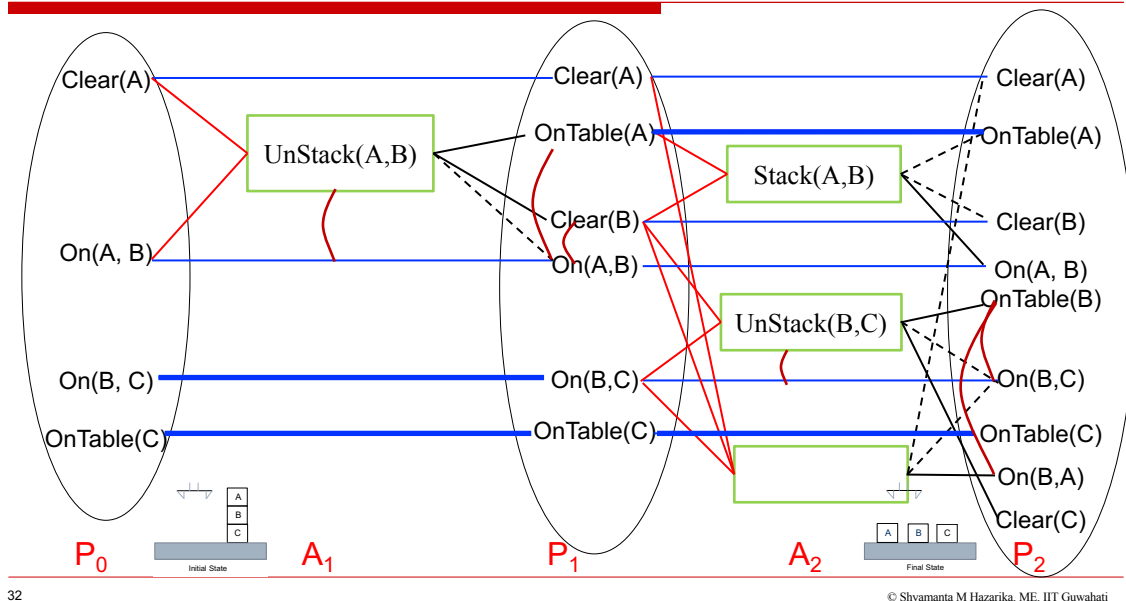 Clear(A)
On(A, B)
On(B, C)
OnTable(C)
UnStack(A,B)
Clear(A)
OnTable(A)
Clear(B)
On(A,B)
On(B,C)
OnTable(C)
Stack(A,B)
UnStack(B,C)
Clear(A)
OnTable(A)
Clear(B)
On(A, B)
OnTable(B)
On(B,C)
OnTable(C)
On(B,A)
Clear(C)
A
B
C
Initial State
A B C
Final State
P0 A1 P1 A2 P2
32
© Shyamanta M Hazarika, ME, IIT Guwahati